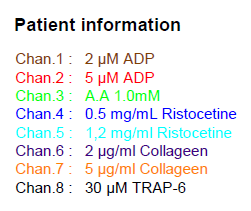 Patient information
Chan.1 : 2 µM ADP
Chan.2 : 5 µM ADP
Chan.3 : A.A 1.0mM
Chan.4 : 0.5 mg/mL Ristocetine
Chan.5 : 1,2 mg/ml Ristocetine
Chan.6 : 2 µg/ml Collageen
Chan.7 : 5 µg/ml Collageen
Chan.8 : 30 µM TRAP-6